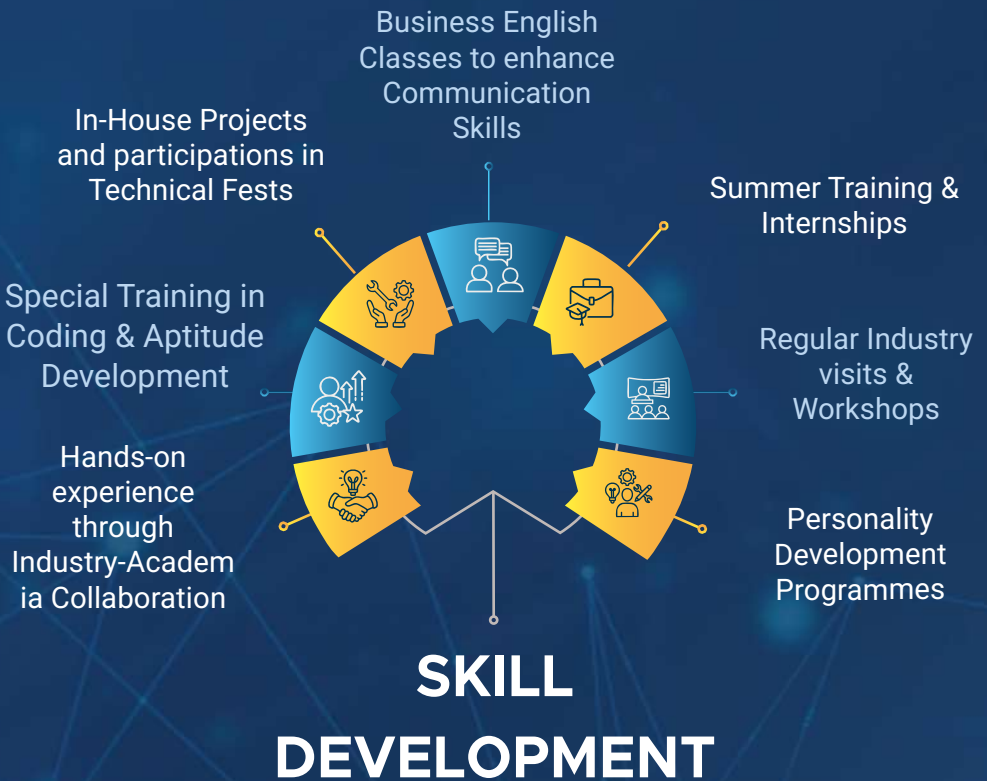 Business English
Classes to enhance
Communication
Skills
In-House Projects
and participations in
Technical Fests
Summer Training &
Internships
Special Training in
Coding & Aptitude
Development
Regular Industry
visits &
Workshops
Hands-on
experience
through
Industry-Academ
ia Collaboration
Personality
Development
Programmes
SKILL
DEVELOPMENT